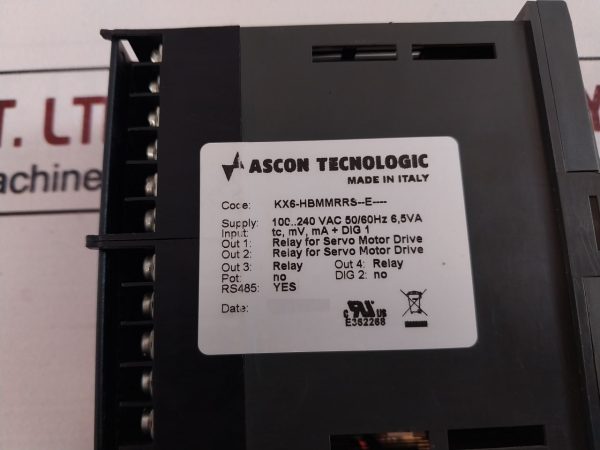 T. LT
achine
Y
ASCON TECNOLOGIC
MADE IN ITALY
Code: KX6-HBMMRRS--E----
Supply: 100..240 VAC 50/60Hz 6,5VA
Input: tc, mV, mA + DIG 1
Out 1: Relay for Servo Motor Drive
Out 2: Relay for Servo Motor Drive
Out 3: Relay Out 4: Relay
Pot: no DIG 2: no
RS485: YES
Date:
c RU US
E352268